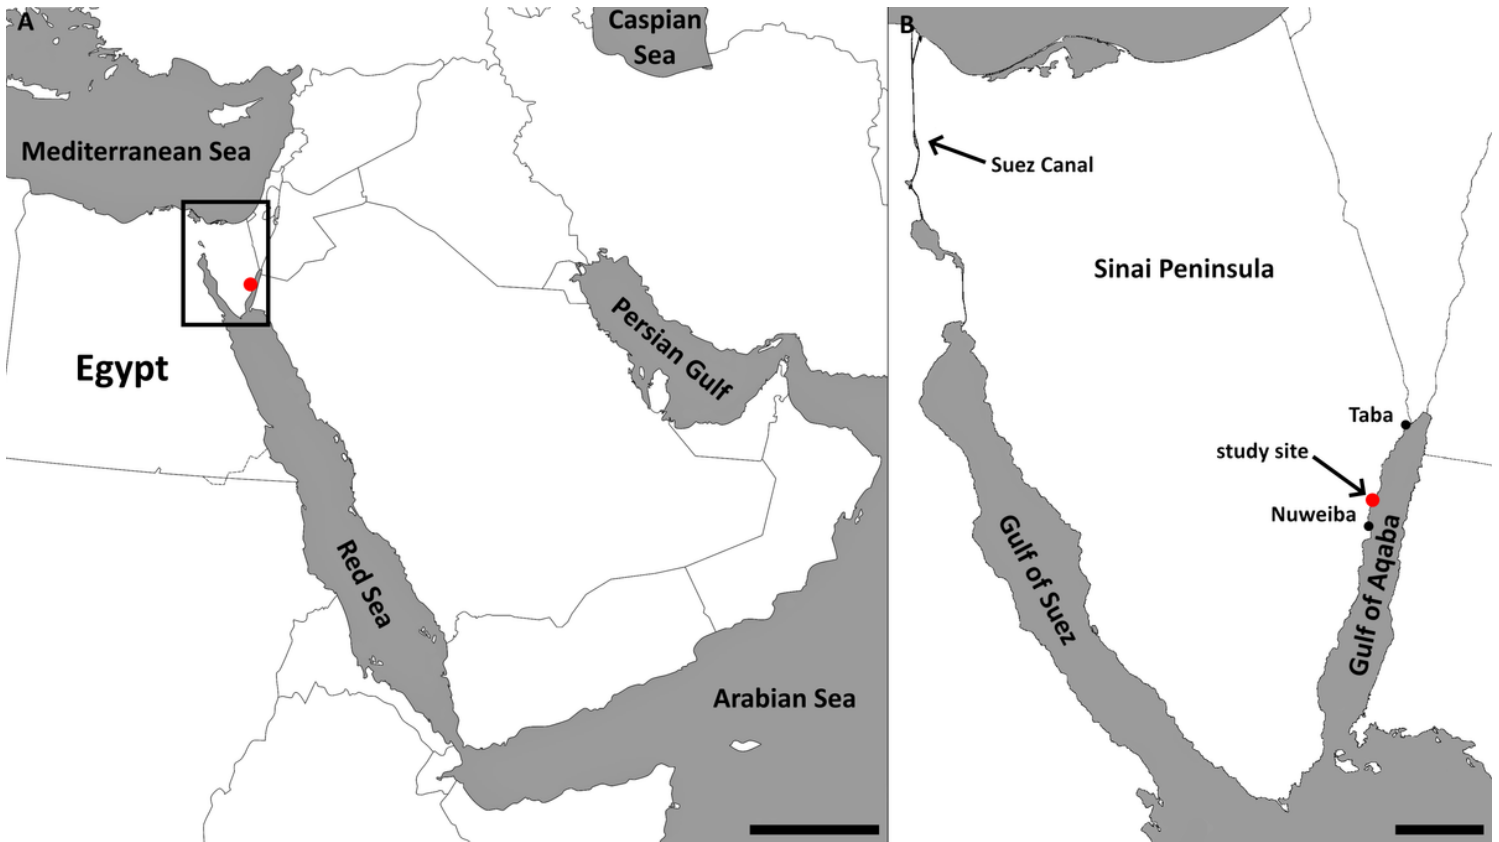 A
Caspian
Sea
Mediterranean Sea
Egypt
Persian Gulf
Red Sea
Arabian Sea
B
Suez Canal
Sinai Peninsula
Taba
study site
Nuweiba
Gulf of Suez
Gulf of Aqaba